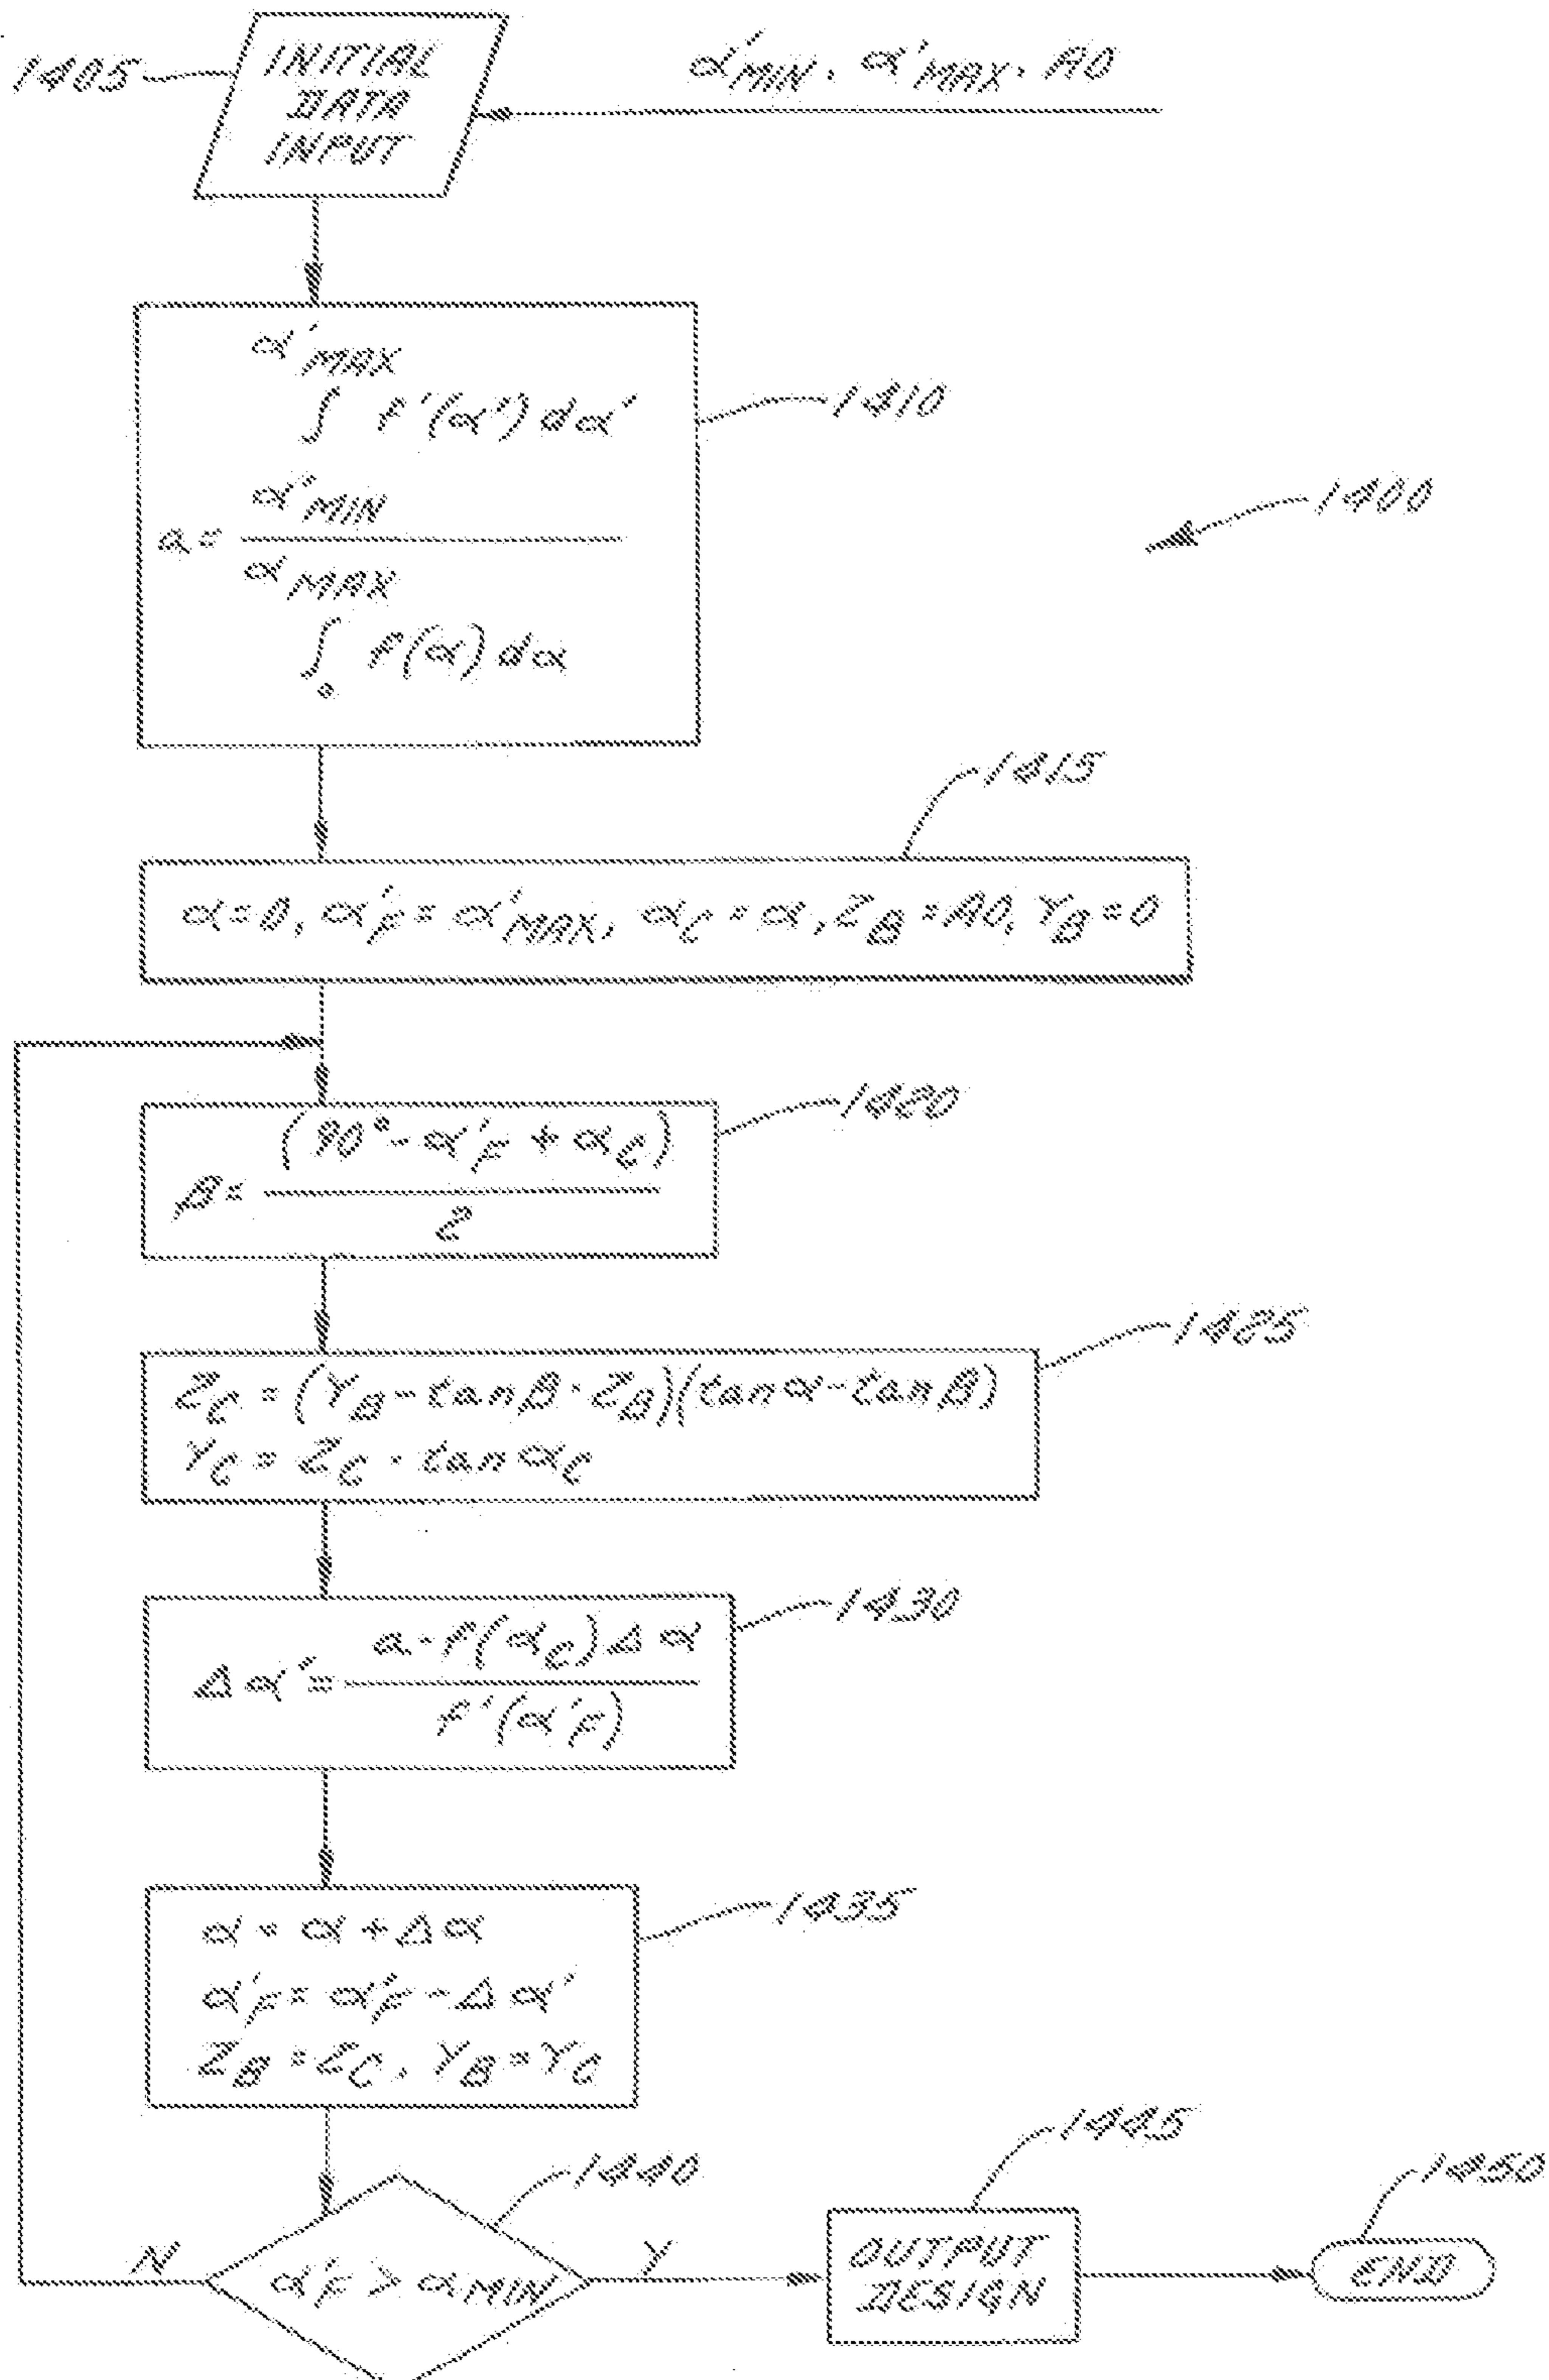 1405
INITIAL
DATA
INPUT
α'MIN, α'MAX, A0
α'MAX
∫ F'(α') dα'
α'MIN
a =
αMAX
∫ F(α) dα
0
1410
1400
1415
α=0, α'F = α'MAX, αC = α, ZB = A0, YB = 0
1420
β = (90° - α'F + αC)
2
1425
ZC = (YB - tanβ · ZB)(tanα - tanβ)
YC = ZC · tan αC
1430
Δα' = a · F(αC) Δα
F'(α'F)
1435
α = α + Δα
α'F = α'F - Δα'
ZB = ZC, YB = YC
1440
N
α'F > αMIN
Y
1445
OUTPUT
DESIGN
1450
END